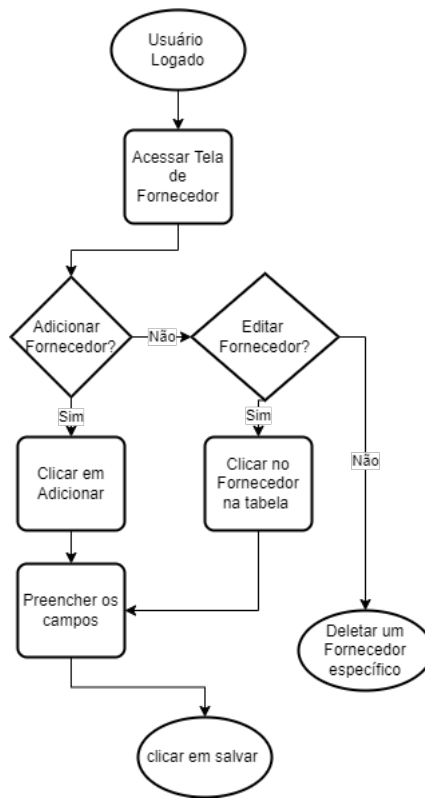 Usuário
Logado
Acessar Tela
de
Fornecedor
Adicionar
Fornecedor?
Não
Editar
Fornecedor?
Sim
Sim
Não
Clicar em
Adicionar
Clicar no
Fornecedor
na tabela
Preencher os
campos
Deletar um
Fornecedor
específico
clicar em salvar